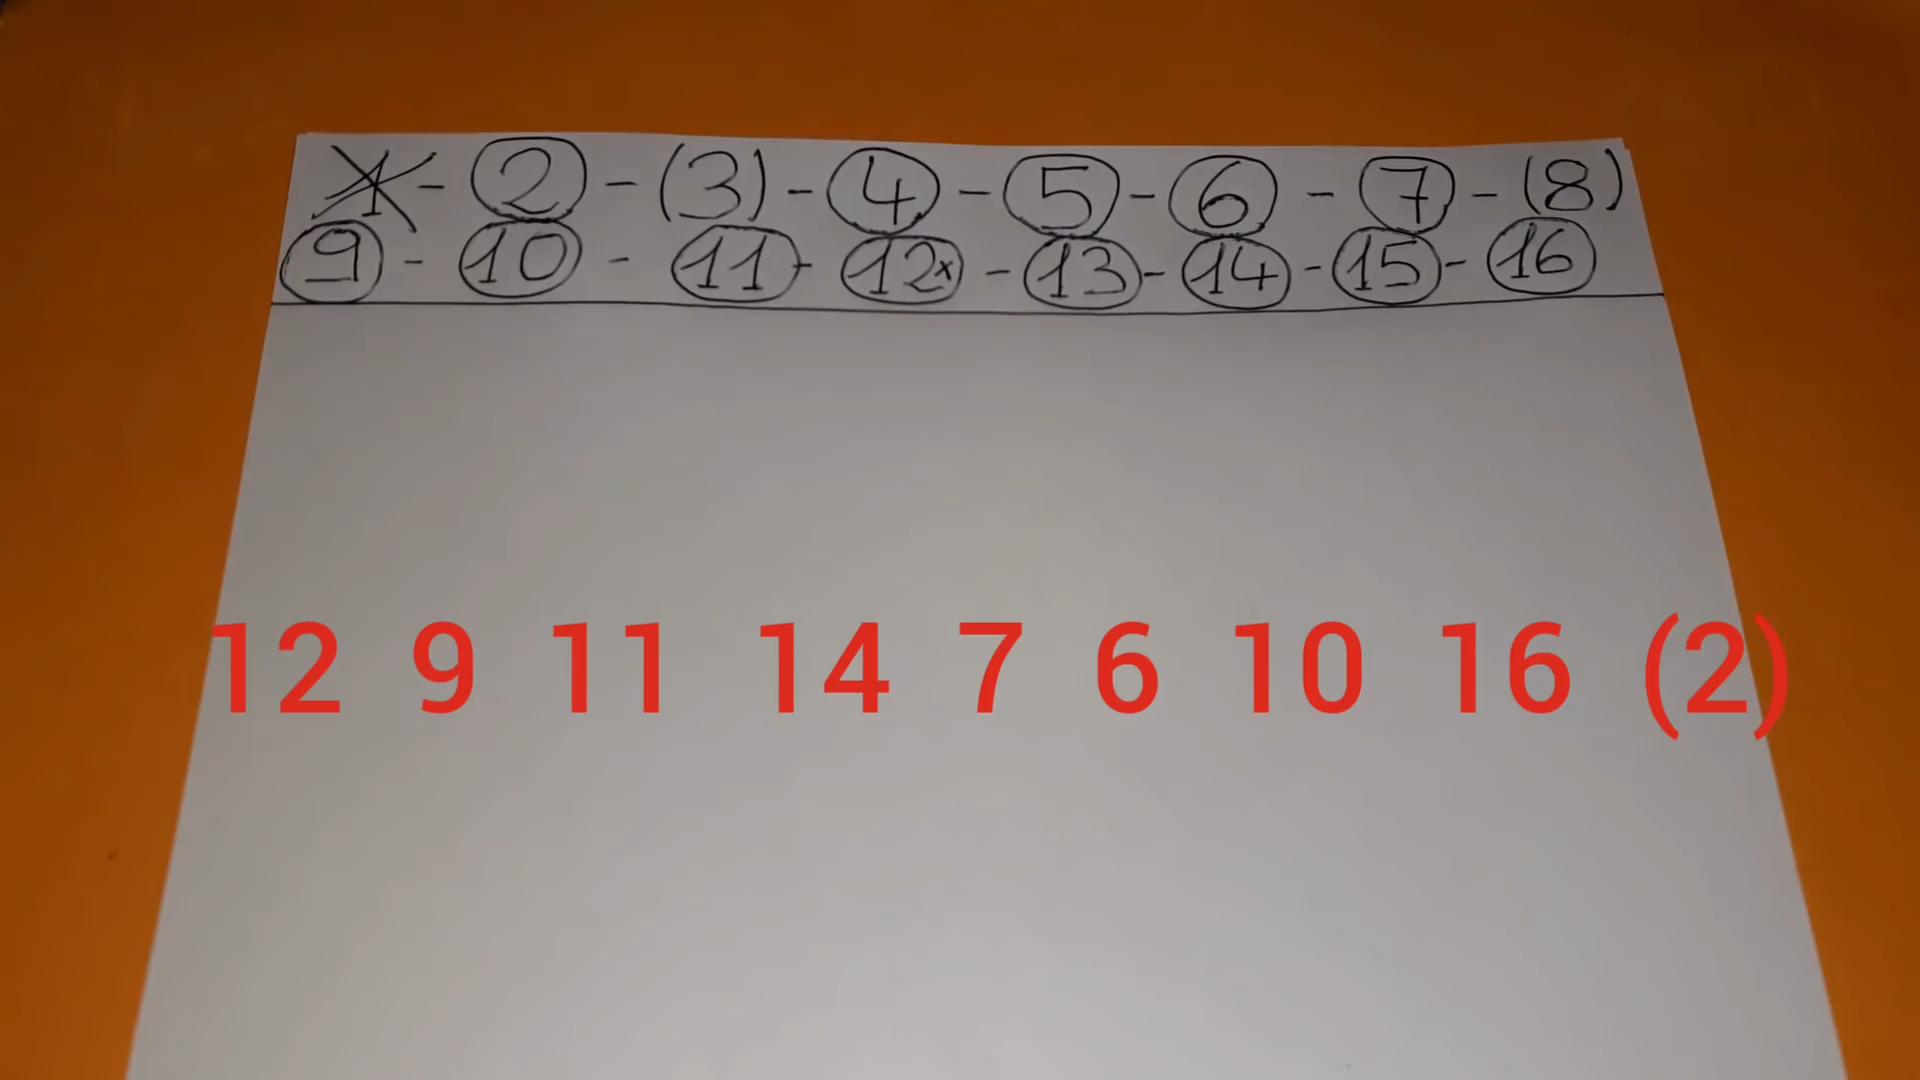 1 - 2 - (3) - 4 - 5 - 6 - 7 - (8)
9 - 10 - 11 - 12x - 13 - 14 - 15 - 16
12 9 11 14 7 6 10 16 (2)